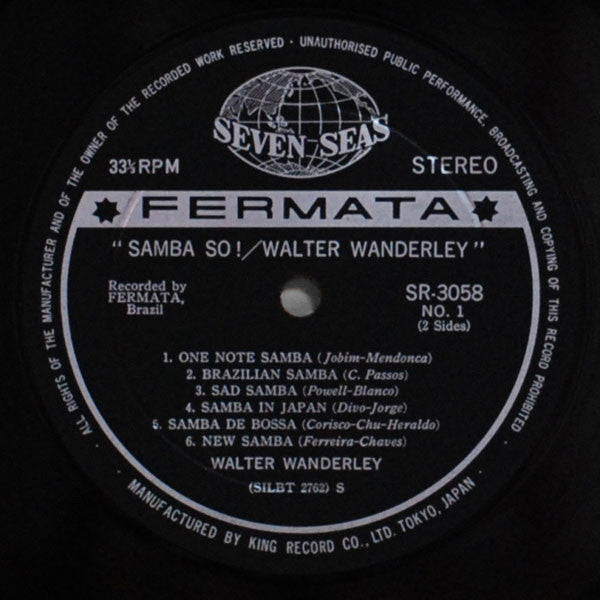 ALL RIGHTS OF THE MANUFACTURER AND OF THE OWNER OF THE RECORDED WORK RESERVED · UNAUTHORISED PUBLIC PERFORMANCE, BROADCASTING AND COPYING OF THIS RECORD PROHIBITED
SEVEN SEAS
33⅓RPM
STEREO
FERMATA
"SAMBA SO!/WALTER WANDERLEY"
Recorded by
FERMATA,
Brazil
SR-3058
NO. 1
(2 Sides)
1. ONE NOTE SAMBA (Jobim-Mendonca)
2. BRAZILIAN SAMBA (C. Passos)
3. SAD SAMBA (Powell-Blanco)
4. SAMBA IN JAPAN (Divo-Jorge)
5. SAMBA DE BOSSA (Corisco-Chu-Heraldo)
6. NEW SAMBA (Ferreira-Chaves)
WALTER WANDERLEY
(SILBT 2762) S
· MANUFACTURED BY KING RECORD CO., LTD. TOKYO, JAPAN ·